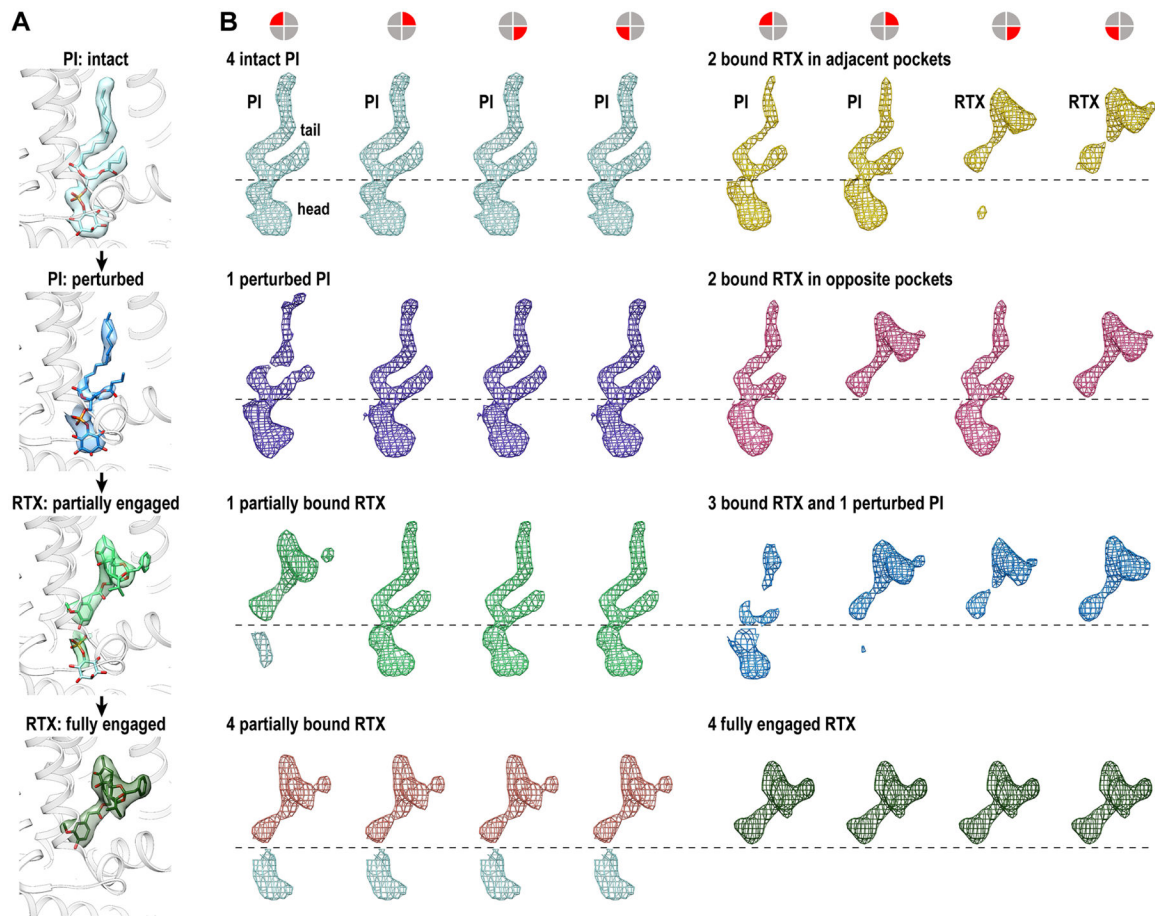 A
PI: intact
PI: perturbed
RTX: partially engaged
RTX: fully engaged
B
4 intact PI
PI
PI
PI
PI
tail
head
2 bound RTX in adjacent pockets
PI
PI
RTX
RTX
1 perturbed PI
2 bound RTX in opposite pockets
1 partially bound RTX
3 bound RTX and 1 perturbed PI
4 partially bound RTX
4 fully engaged RTX